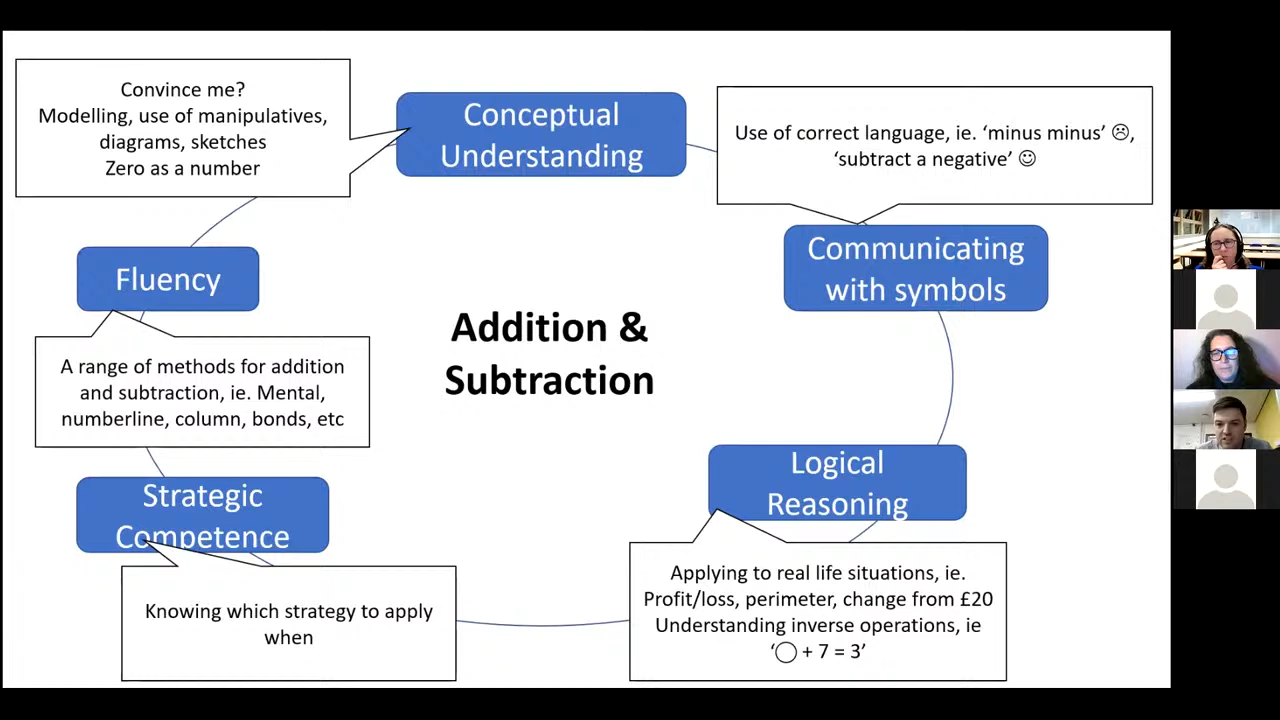 Convince me?
Modelling, use of manipulatives,
diagrams, sketches
Zero as a number
Conceptual
Understanding
Use of correct language, ie. ‘minus minus’ ☹,
‘subtract a negative’ ☺
Communicating
with symbols
Fluency
A range of methods for addition
and subtraction, ie. Mental,
numberline, column, bonds, etc
Addition &
Subtraction
Logical
Reasoning
Applying to real life situations, ie.
Profit/loss, perimeter, change from £20
Understanding inverse operations, ie
‘◯ + 7 = 3’
Strategic
Competence
Knowing which strategy to apply
when